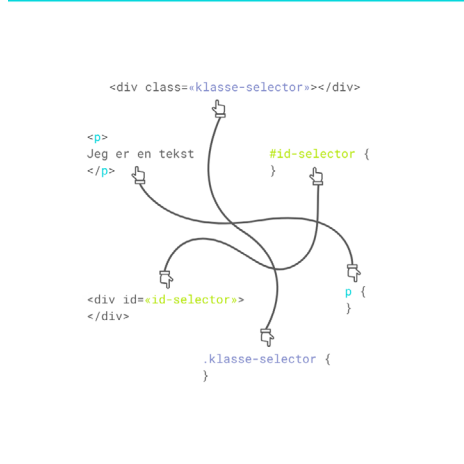 <div class=«klasse-selector»></div>
<p>
Jeg er en tekst
</p>
#id-selector {
}
<div id=«id-selector»>
</div>
p {
}
.klasse-selector {
}